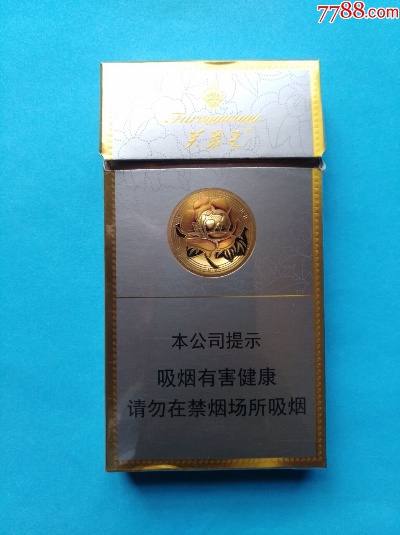 7788.com
Furongwang
芙蓉王
本公司提示
吸烟有害健康
请勿在禁烟场所吸烟